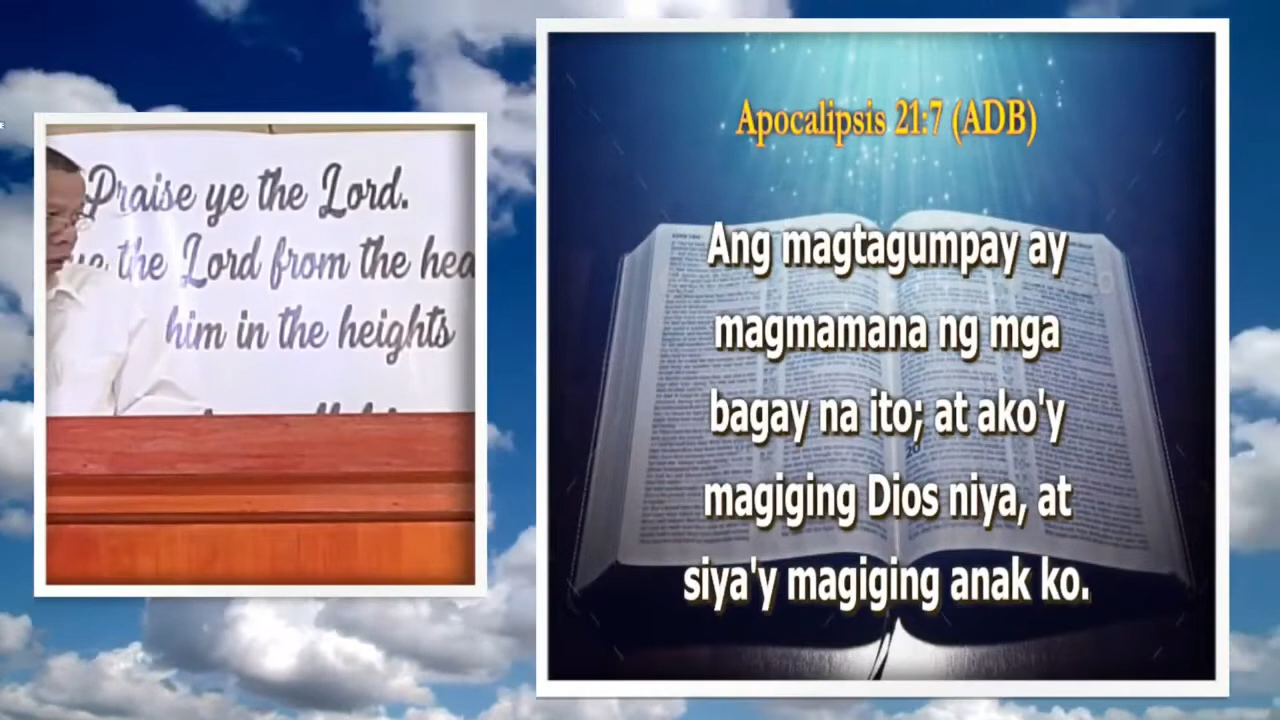 Praise ye the Lord.
the Lord from the hea
him in the heights
Apocalipsis 21:7 (ADB)
Ang magtagumpay ay
magmamana ng mga
bagay na ito; at ako'y
magiging Dios niya, at
siya'y magiging anak ko.